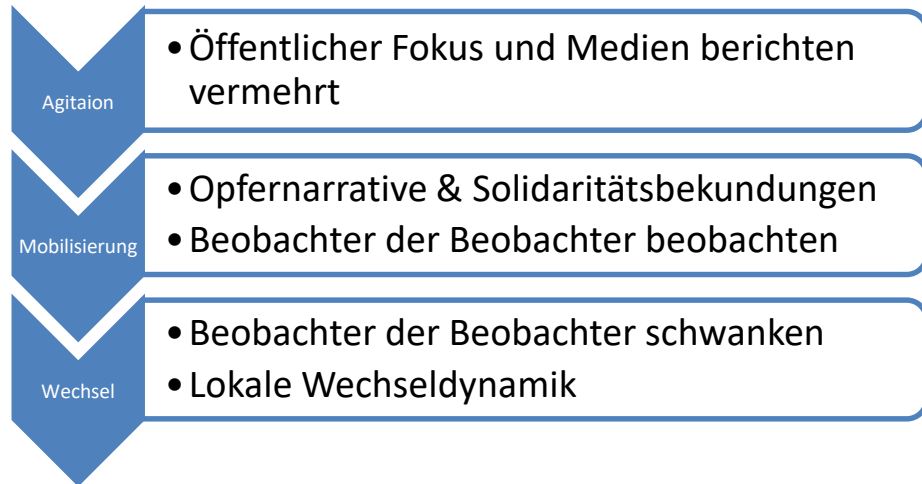 Agitaion
• Öffentlicher Fokus und Medien berichten
vermehrt
Mobilisierung
• Opfernarrative & Solidaritätsbekundungen
• Beobachter der Beobachter beobachten
Wechsel
• Beobachter der Beobachter schwanken
• Lokale Wechseldynamik